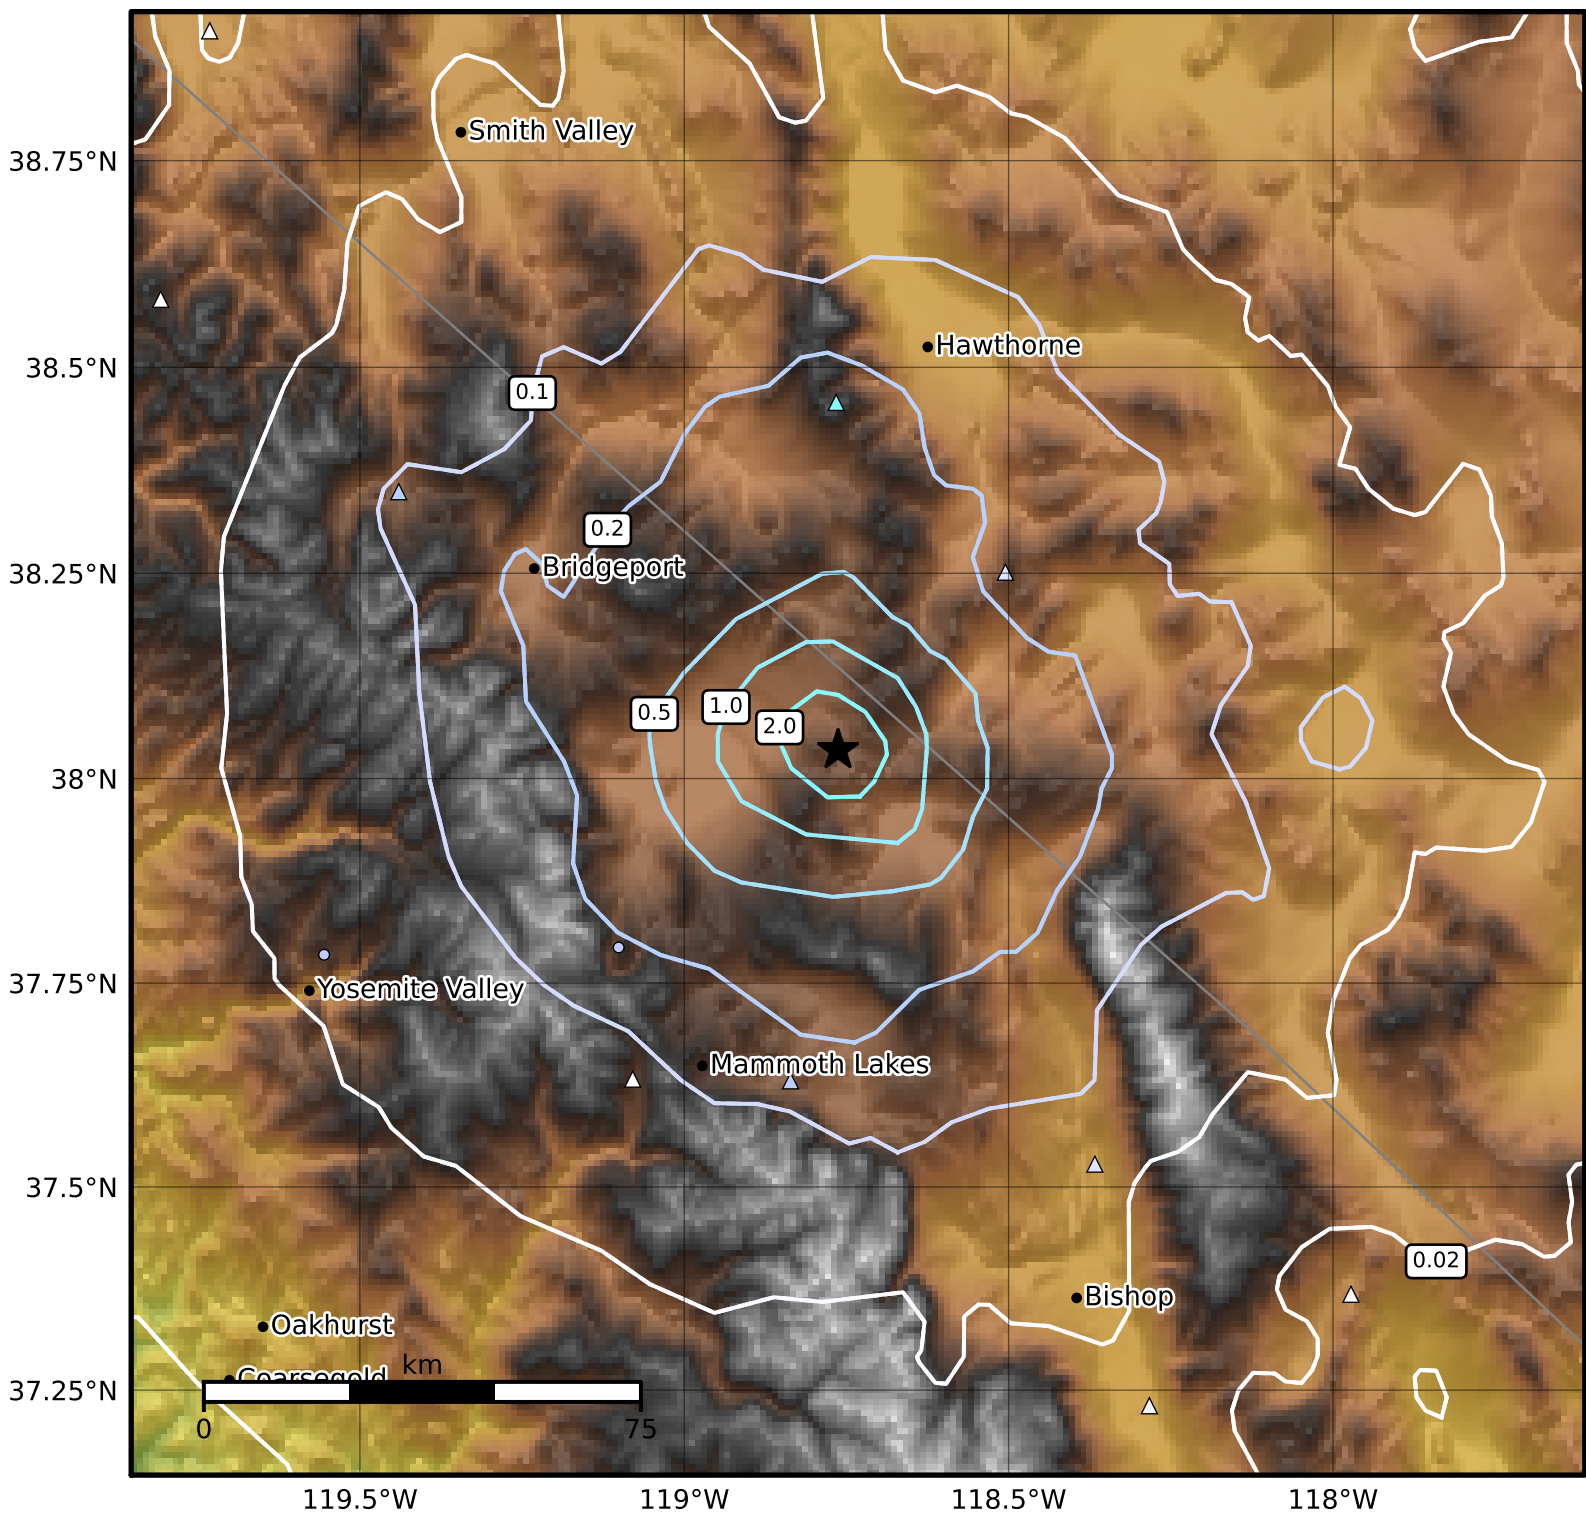 Smith Valley
38.75°N
Hawthorne
38.5°N
0.1
0.2
Bridgeport
38.25°N
0.5
1.0
2.0
38°N
Yosemite Valley
37.75°N
Mammoth Lakes
37.5°N
0.02
Bishop
Oakhurst
km
Coarsegold
37.25°N
0
75
119.5°W
119°W
118.5°W
118°W